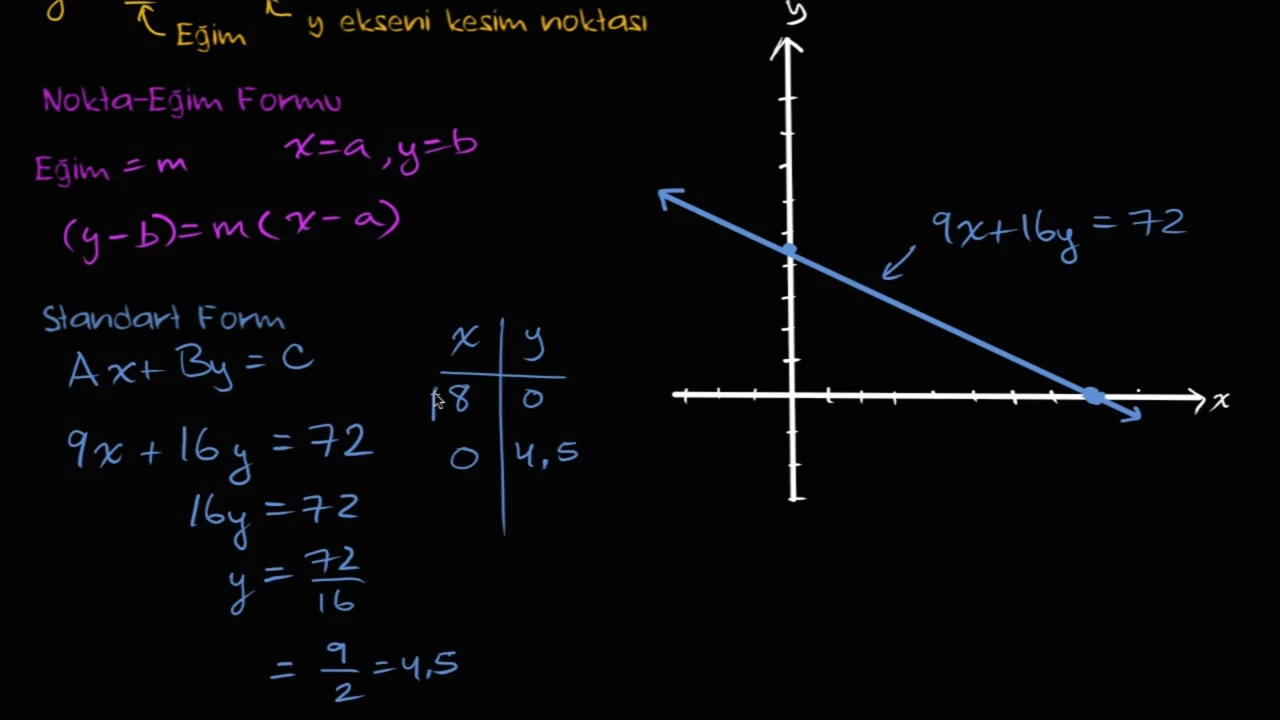 y
Eğim
y ekseni kesim noktası
Nokta-Eğim Formu
Eğim = m
x=a, y=b
(y-b)=m(x-a)
Standart Form
Ax+By=C
9x+16y=72
16y=72
y=72/16
=9/2=4,5
x y
8 0
0 4,5
y
9x+16y=72
x